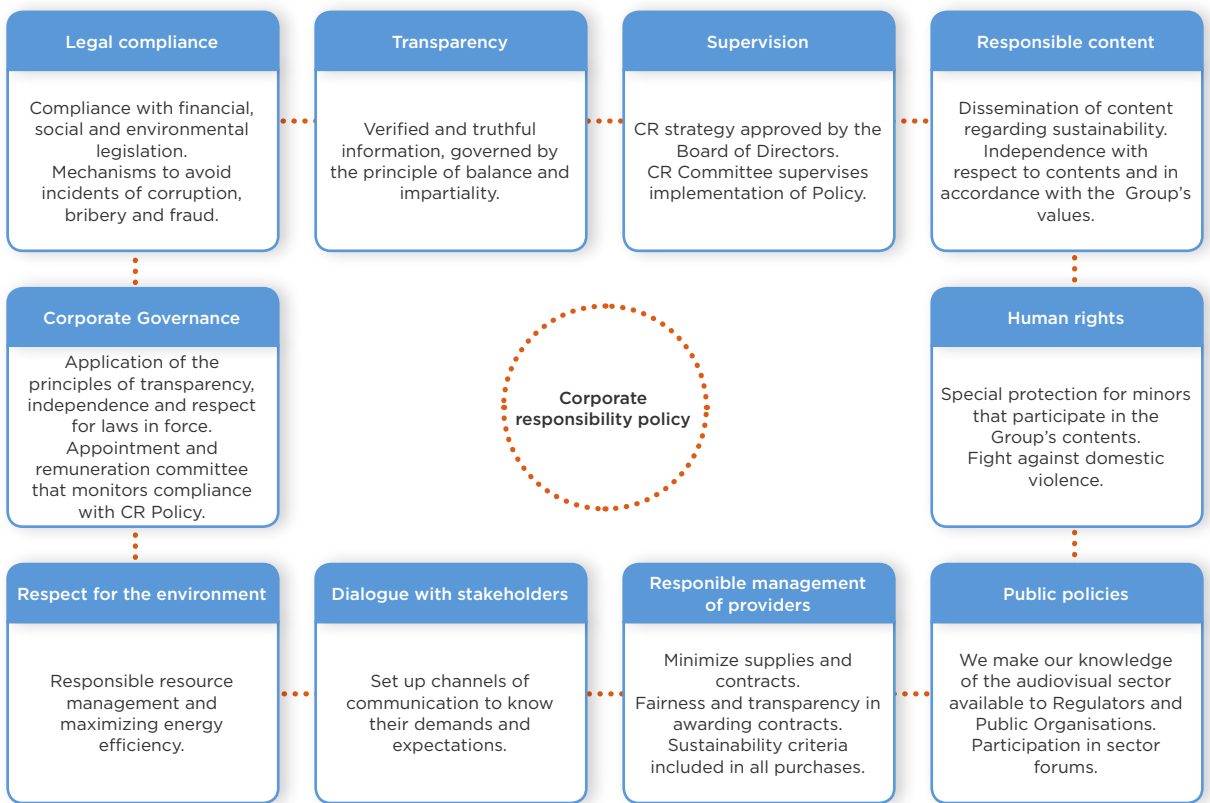 Legal compliance
Compliance with financial,
social and environmental
legislation.
Mechanisms to avoid
incidents of corruption,
bribery and fraud.
Transparency
Verified and truthful
information, governed by
the principle of balance and
impartiality.
Supervision
CR strategy approved by the
Board of Directors.
CR Committee supervises
implementation of Policy.
Responsible content
Dissemination of content
regarding sustainability.
Independence with
respect to contents and in
accordance with the Group's
values.
Corporate Governance
Application of the
principles of transparency,
independence and respect
for laws in force.
Appointment and
remuneration committee
that monitors compliance
with CR Policy.
Corporate
responsibility policy
Human rights
Special protection for minors
that participate in the
Group's contents.
Fight against domestic
violence.
Respect for the environment
Responsible resource
management and
maximizing energy
efficiency.
Dialogue with stakeholders
Set up channels of
communication to know
their demands and
expectations.
Responible management
of providers
Minimize supplies and
contracts.
Fairness and transparency in
awarding contracts.
Sustainability criteria
included in all purchases.
Public policies
We make our knowledge
of the audiovisual sector
available to Regulators and
Public Organisations.
Participation in sector
forums.